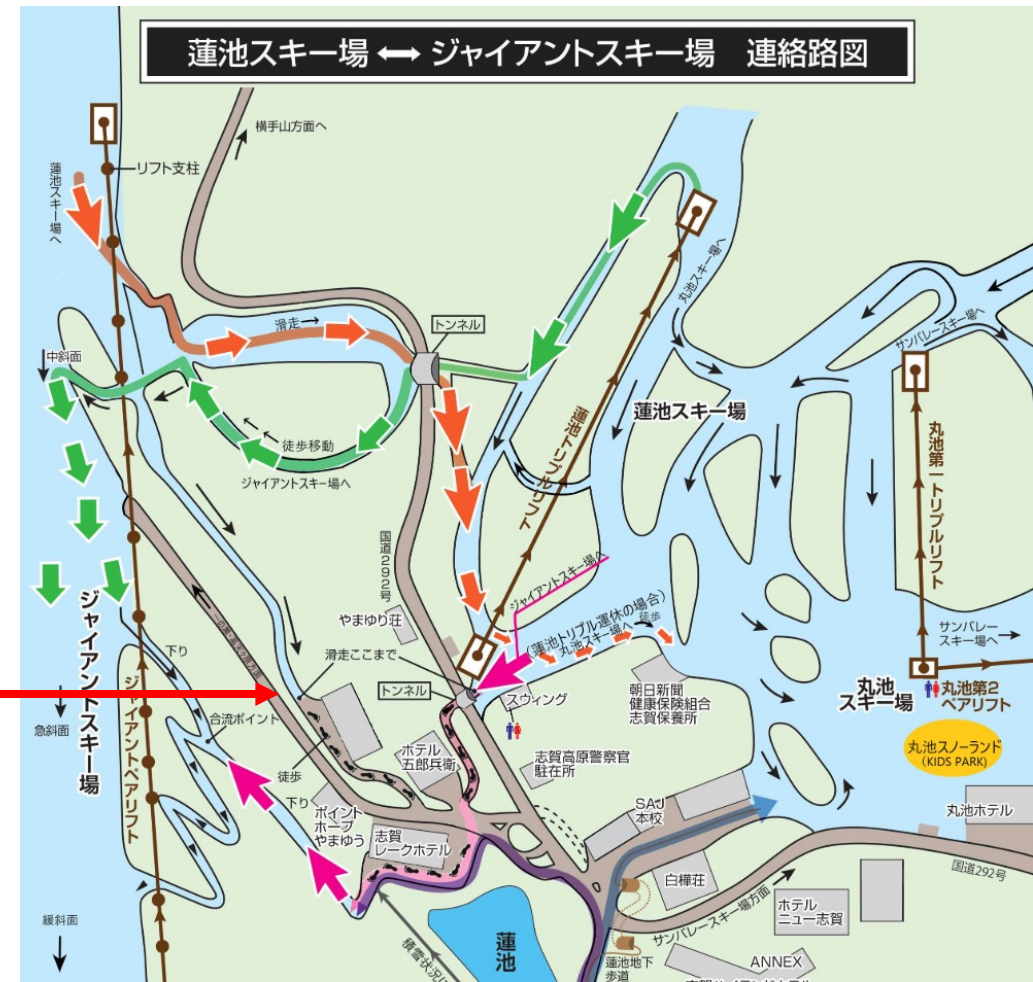 蓮池スキー場 ⟷ ジャイアントスキー場　連絡路図
横手山方面へ
リフト支柱
蓮池スキー場へ
トンネル
滑走→
丸池スキー場へ
サンバレースキー場へ
中斜面
蓮池スキー場
徒歩移動
ジャイアントスキー場へ
蓮池トリプルリフト
丸池第一トリプルリフト
国道292号
ジャイアントスキー場へ
やまゆり荘
(蓮池トリプル運休の場合)
丸池スキー場へ
徒歩
サンバレー
スキー場へ→
ジャイアントスキー場
下り
滑走ここまで
トンネル
スウィング
朝日新聞
健康保険組合
志賀保養所
丸池
スキー場
丸池第2
ペアリフト
急斜面
ジャイアントペアリフト
合流ポイント
丸池スノーランド
(KIDS PARK)
徒歩
ホテル
五郎兵衛
志賀高原警察官
駐在所
下り
ポイント
ホープ
やまゆう
志賀
レークホテル
SAJ
本校
丸池ホテル
白樺荘
国道292号
緩斜面
蓮池
積雪状況に
サンバレースキー場方面
ホテル
ニュー志賀
蓮池地下
歩道
ANNEX